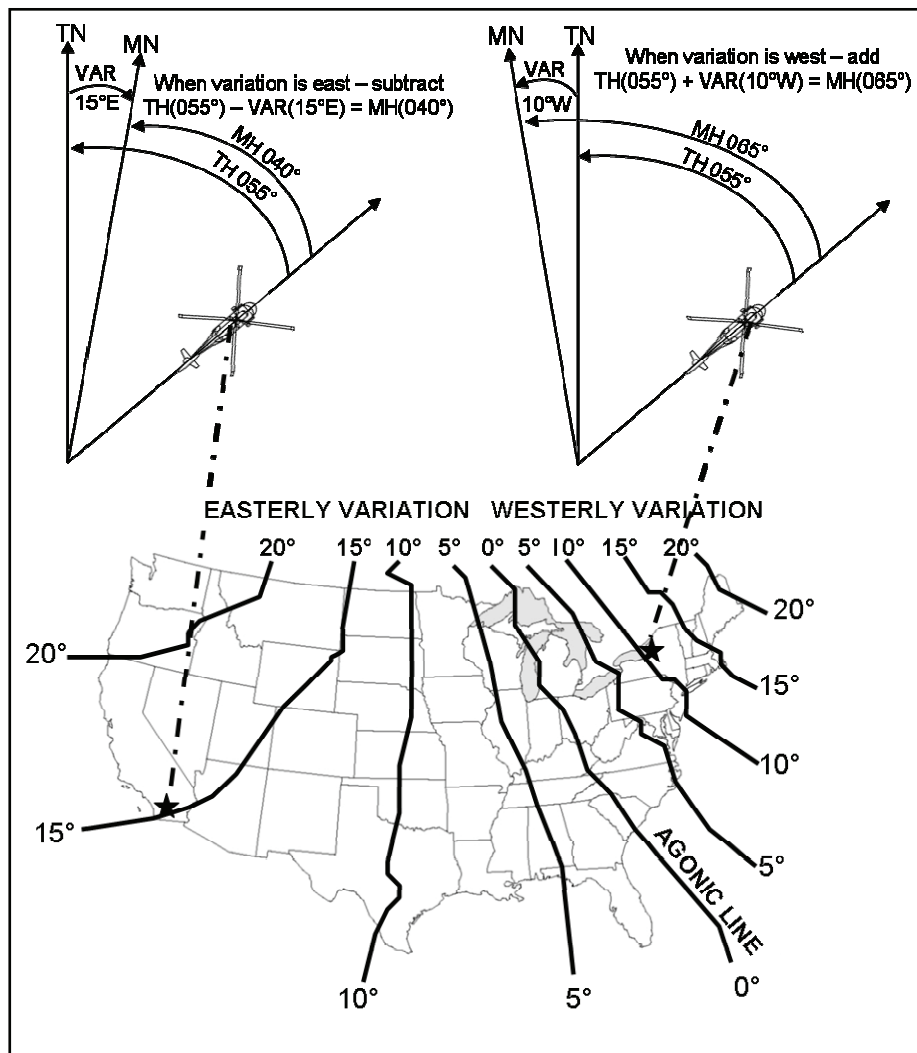 TN
MN
VAR
15°E
When variation is east – subtract
TH(055°) – VAR(15°E) = MH(040°)
MH 040°
TH 055°
MN
TN
VAR
10°W
When variation is west – add
TH(055°) + VAR(10°W) = MH(065°)
MH 065°
TH 055°
EASTERLY VARIATION WESTERLY VARIATION
20° 15° 10° 5° 0° 5° 10° 15° 20°
20°
20°
15°
10°
15°
5°
AGONIC LINE
10°
5°
0°